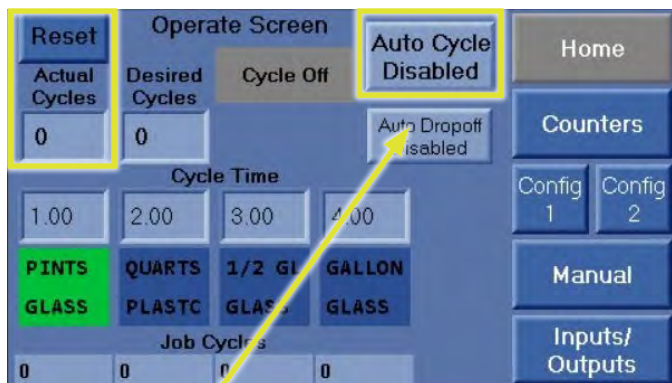 Reset
Operate Screen
Auto Cycle
Disabled
Home
Actual
Cycles
Desired
Cycles
Cycle Off
0
0
Auto Dropoff
Disabled
Counters
Cycle Time
1.00
2.00
3.00
4.00
Config
1
Config
2
PINTS
GLASS
QUARTS
PLASTC
1/2 GL
GLASS
GALLON
GLASS
Manual
Job Cycles
0
0
0
0
Inputs/
Outputs